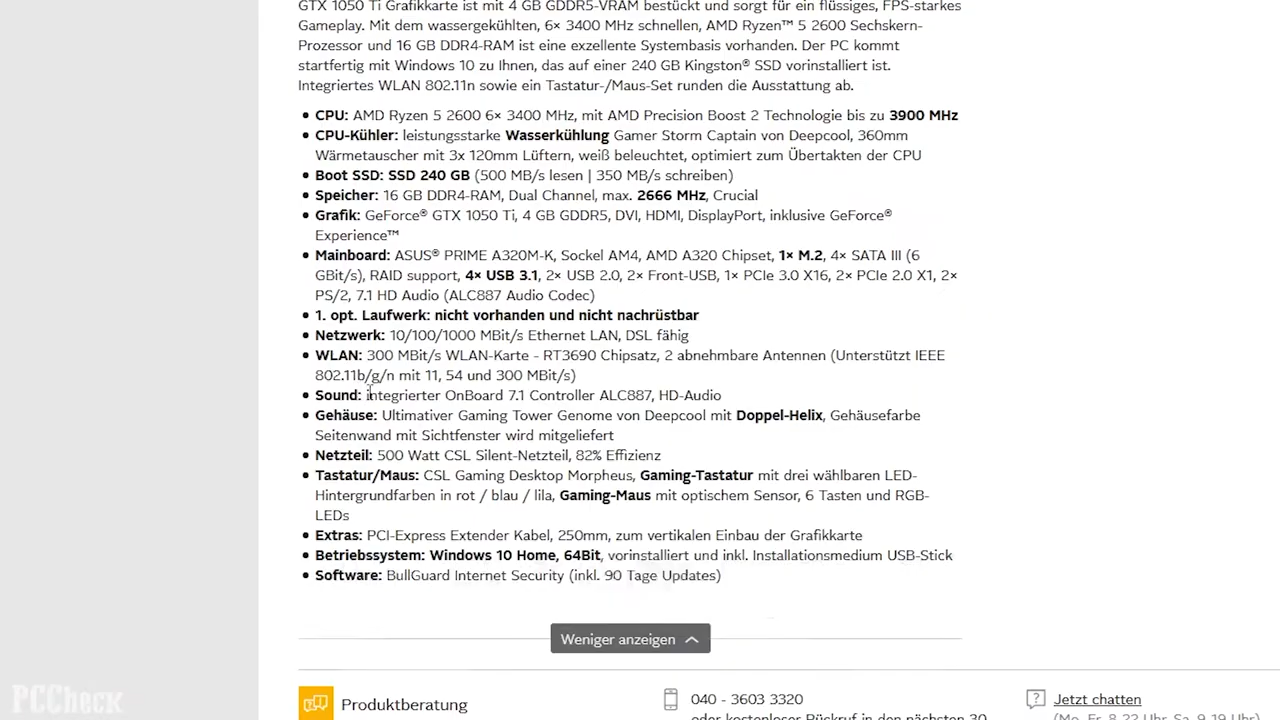 GTX 1050 Ti Grafikkarte ist mit 4 GB GDDR5-VRAM bestückt und sorgt für ein flüssiges, FPS-starkes
Gameplay. Mit dem wassergekühlten, 6× 3400 MHz schnellen, AMD Ryzen™ 5 2600 Sechskern-
Prozessor und 16 GB DDR4-RAM ist eine exzellente Systembasis vorhanden. Der PC kommt
startfertig mit Windows 10 zu Ihnen, das auf einer 240 GB Kingston® SSD vorinstalliert ist.
Integriertes WLAN 802.11n sowie ein Tastatur-/Maus-Set runden die Ausstattung ab.
• CPU: AMD Ryzen 5 2600 6× 3400 MHz, mit AMD Precision Boost 2 Technologie bis zu 3900 MHz
• CPU-Kühler: leistungsstarke Wasserkühlung Gamer Storm Captain von Deepcool, 360mm
Wärmetauscher mit 3x 120mm Lüftern, weiß beleuchtet, optimiert zum Übertakten der CPU
• Boot SSD: SSD 240 GB (500 MB/s lesen | 350 MB/s schreiben)
• Speicher: 16 GB DDR4-RAM, Dual Channel, max. 2666 MHz, Crucial
• Grafik: GeForce® GTX 1050 Ti, 4 GB GDDR5, DVI, HDMI, DisplayPort, inklusive GeForce®
Experience™
• Mainboard: ASUS® PRIME A320M-K, Sockel AM4, AMD A320 Chipset, 1× M.2, 4× SATA III (6
GBit/s), RAID support, 4× USB 3.1, 2× USB 2.0, 2× Front-USB, 1× PCIe 3.0 X16, 2× PCIe 2.0 X1, 2×
PS/2, 7.1 HD Audio (ALC887 Audio Codec)
• 1. opt. Laufwerk: nicht vorhanden und nicht nachrüstbar
• Netzwerk: 10/100/1000 MBit/s Ethernet LAN, DSL fähig
• WLAN: 300 MBit/s WLAN-Karte - RT3690 Chipsatz, 2 abnehmbare Antennen (Unterstützt IEEE
802.11b/g/n mit 11, 54 und 300 MBit/s)
• Sound: integrierter OnBoard 7.1 Controller ALC887, HD-Audio
• Gehäuse: Ultimativer Gaming Tower Genome von Deepcool mit Doppel-Helix, Gehäusefarbe
Seitenwand mit Sichtfenster wird mitgeliefert
• Netzteil: 500 Watt CSL Silent-Netzteil, 82% Effizienz
• Tastatur/Maus: CSL Gaming Desktop Morpheus, Gaming-Tastatur mit drei wählbaren LED-
Hintergrundfarben in rot / blau / lila, Gaming-Maus mit optischem Sensor, 6 Tasten und RGB-
LEDs
• Extras: PCI-Express Extender Kabel, 250mm, zum vertikalen Einbau der Grafikkarte
• Betriebssystem: Windows 10 Home, 64Bit, vorinstalliert und inkl. Installationsmedium USB-Stick
• Software: BullGuard Internet Security (inkl. 90 Tage Updates)
Weniger anzeigen
PCCheck
Produktberatung
040 - 3603 3320
oder kostenloser Rückruf in den nächsten 30
Jetzt chatten
(Mo.-Fr. 8-22 Uhr, Sa. 9-19 Uhr)